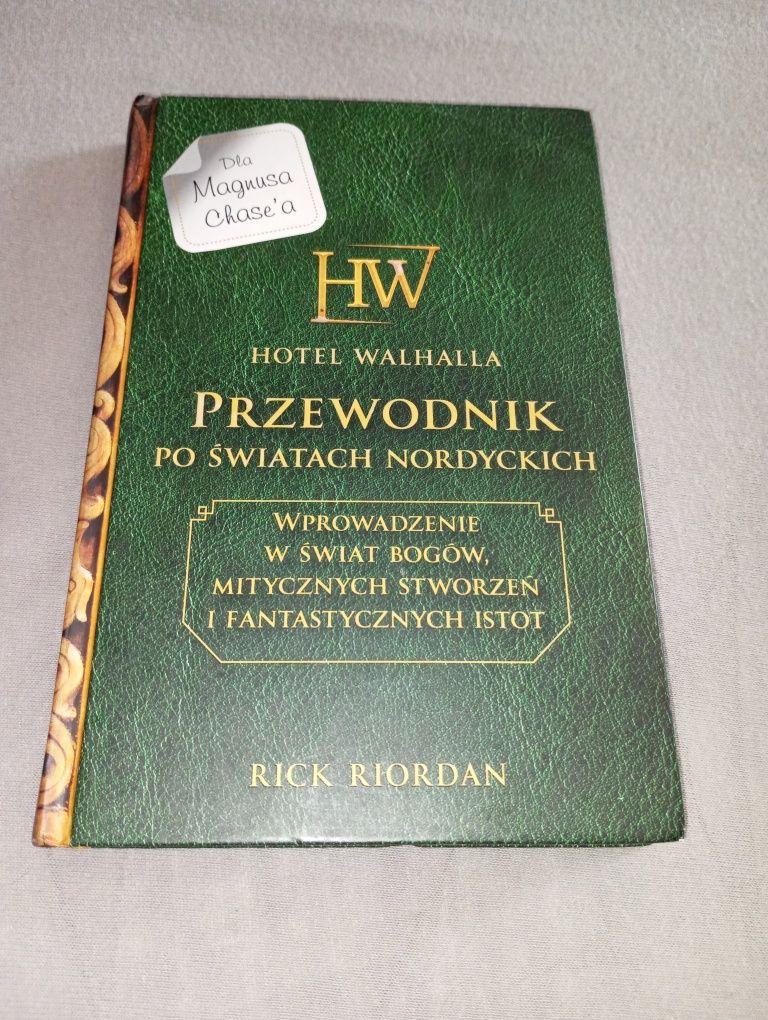 Dla
Magnusa
Chase'a
HW
HOTEL WALHALLA
PRZEWODNIK
PO ŚWIATACH NORDYCKICH
WPROWADZENIE
W ŚWIAT BOGÓW,
MITYCZNYCH STWORZEŃ
I FANTASTYCZNYCH ISTOT
RICK RIORDAN